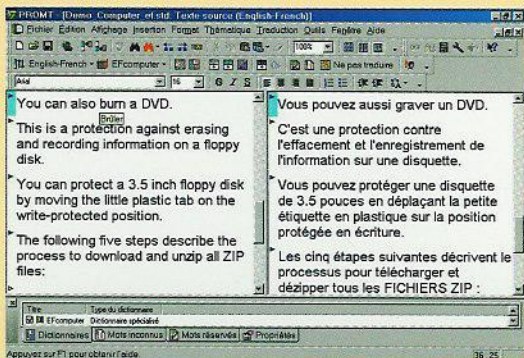 PROMT - [Demo_Computer_et_std: Texte source (English-French)]
Fichier Edition Affichage Insertion Format Thématique Traduction Outils Fenêtre Aide
100%
English-French EFcomputer Ne pas traduire
Arial 16 G I S
You can also burn a DVD.
Brûler
This is a protection against erasing
and recording information on a floppy
disk.
You can protect a 3.5 inch floppy disk
by moving the little plastic tab on the
write-protected position.
The following five steps describe the
process to download and unzip all ZIP
files:
Vous pouvez aussi graver un DVD.
C'est une protection contre
l'effacement et l'enregistrement de
l'information sur une disquette.
Vous pouvez protéger une disquette
de 3.5 pouces en déplaçant la petite
étiquette en plastique sur la position
protégée en écriture.
Les cinq étapes suivantes décrivent le
processus pour télécharger et
dézipper tous les FICHIERS ZIP :
Titre Type du dictionnaire
EFcomputer Dictionnaire spécialisé
Dictionnaires Mots inconnus Mots réservés Propriétés
Appuyez sur F1 pour obtenir l'aide. 36, 25